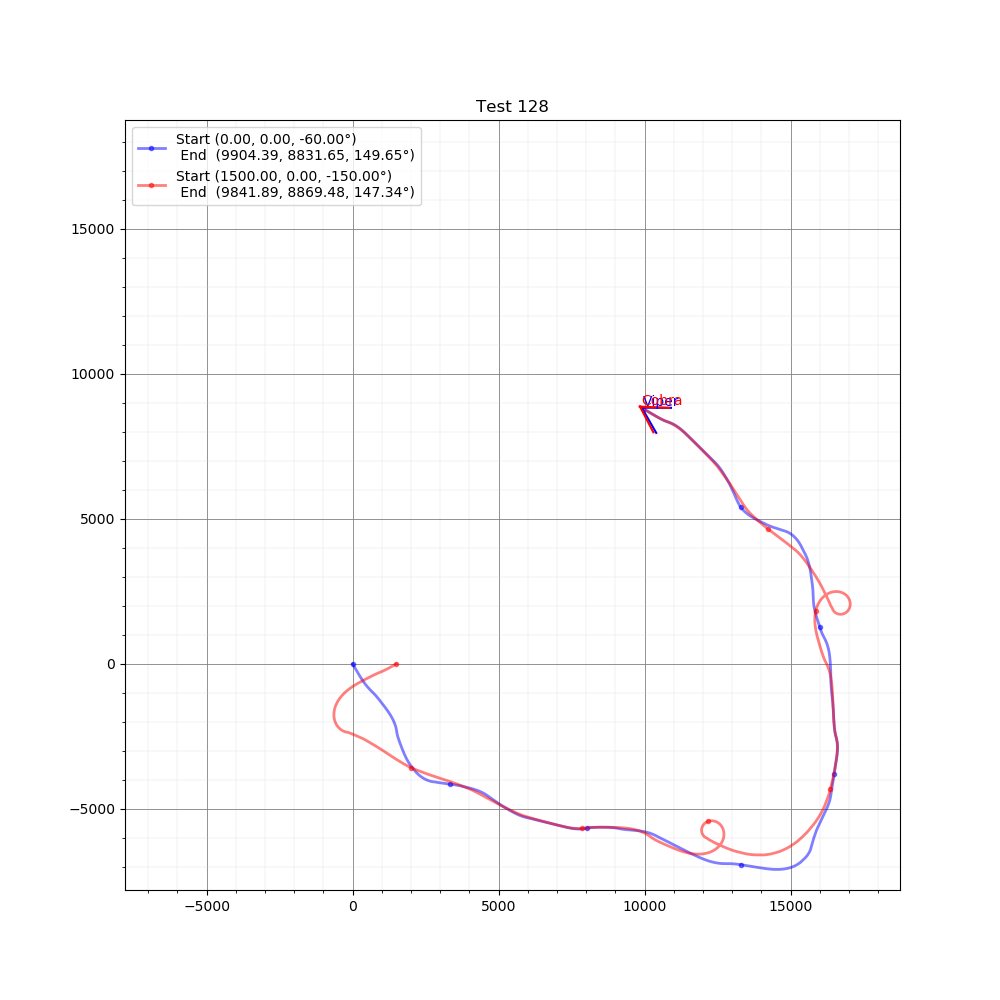 Test 128
Start (0.00, 0.00, -60.00°)
End (9904.39, 8831.65, 149.65°)
Start (1500.00, 0.00, -150.00°)
End (9841.89, 8869.48, 147.34°)
15000
10000
5000
0
−5000
Viper
Cobra
−5000
0
5000
10000
15000